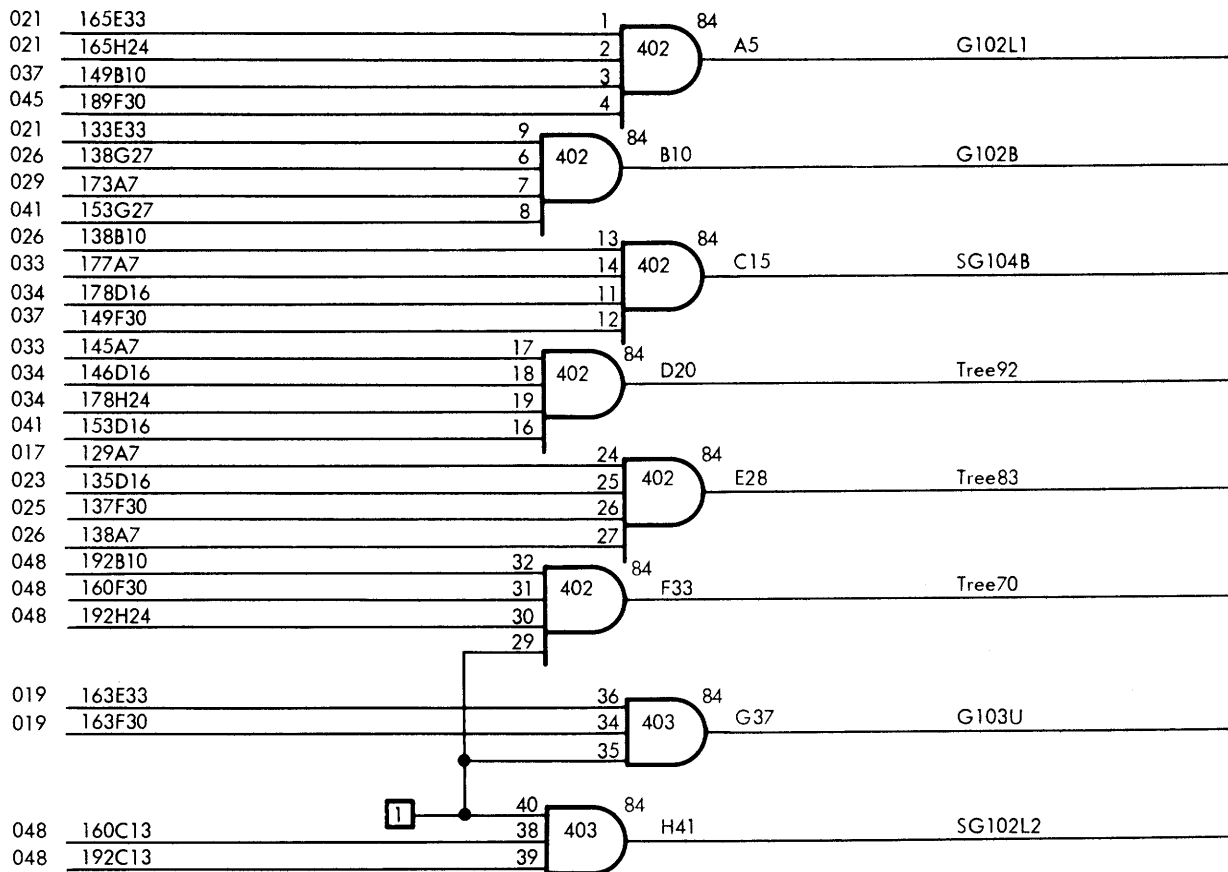 021 165E33 1 84
021 165H24 2 402 A5 G102L1
037 149B10 3
045 189F30 4
021 133E33 9 84
026 138G27 6 402 B10 G102B
029 173A7 7
041 153G27 8
026 138B10 13 84
033 177A7 14 402 C15 SG104B
034 178D16 11
037 149F30 12
033 145A7 17 84
034 146D16 18 402 D20 Tree92
034 178H24 19
041 153D16 16
017 129A7 24 84
023 135D16 25 402 E28 Tree83
025 137F30 26
026 138A7 27
048 192B10 32 84
048 160F30 31 402 F33 Tree70
048 192H24 30
29
019 163E33 36 84
019 163F30 34 403 G37 G103U
35
1 40 84
048 160C13 38 403 H41 SG102L2
048 192C13 39